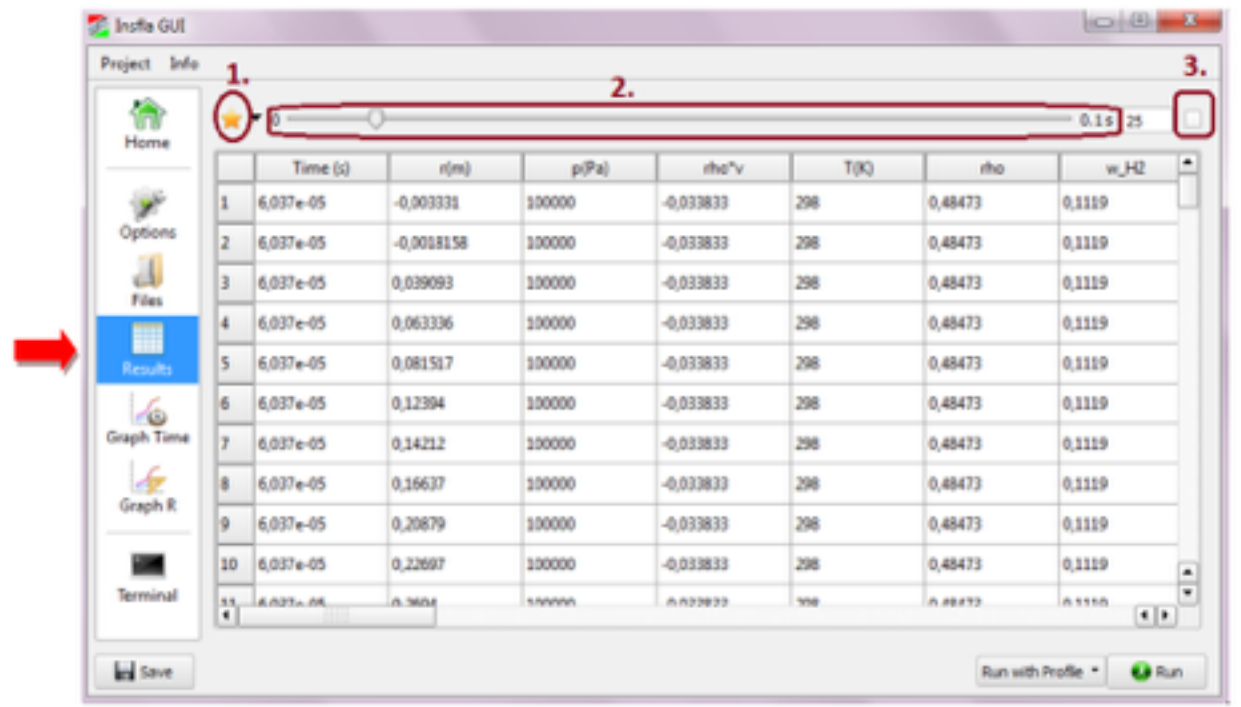 Insfla GUI
Project Info
1.
2.
3.
0
0.1s 25
Home
Options
Files
Results
Graph Time
Graph R
Terminal
Time (s) r(m) p(Pa) rho*v T(K) rho w_H2
1 6,037e-05 -0,003331 100000 -0,033833 298 0,48473 0,1119
2 6,037e-05 -0,0018158 100000 -0,033833 298 0,48473 0,1119
3 6,037e-05 0,039093 100000 -0,033833 298 0,48473 0,1119
4 6,037e-05 0,063336 100000 -0,033833 298 0,48473 0,1119
5 6,037e-05 0,081517 100000 -0,033833 298 0,48473 0,1119
6 6,037e-05 0,12394 100000 -0,033833 298 0,48473 0,1119
7 6,037e-05 0,14212 100000 -0,033833 298 0,48473 0,1119
8 6,037e-05 0,16637 100000 -0,033833 298 0,48473 0,1119
9 6,037e-05 0,20879 100000 -0,033833 298 0,48473 0,1119
10 6,037e-05 0,22697 100000 -0,033833 298 0,48473 0,1119
Save
Run with Profile
Run